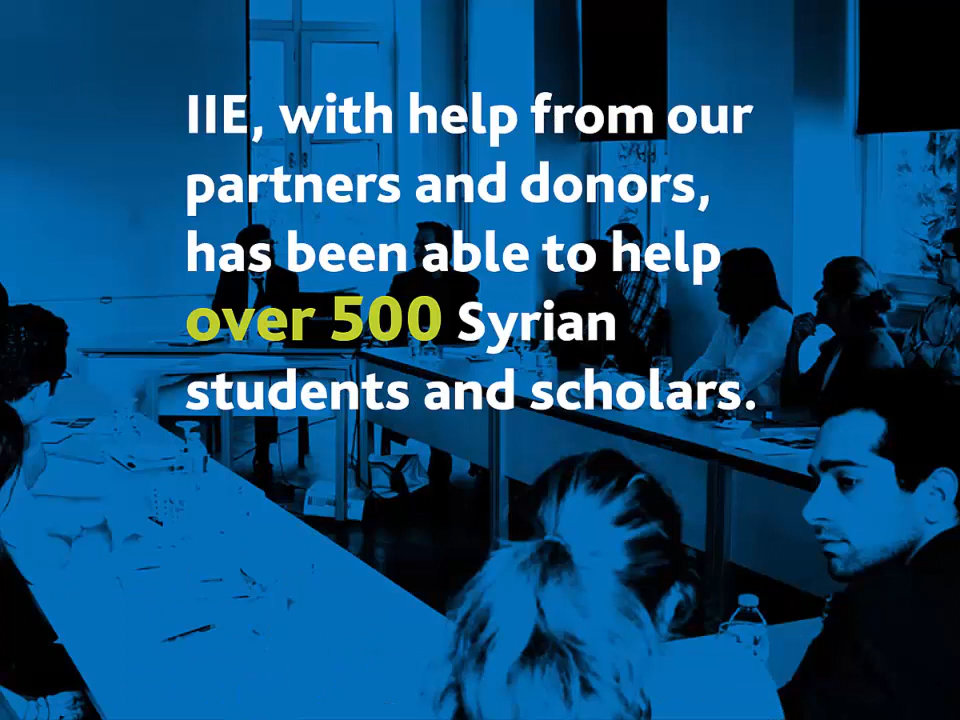 IIE, with help from our
partners and donors,
has been able to help
over 500 Syrian
students and scholars.